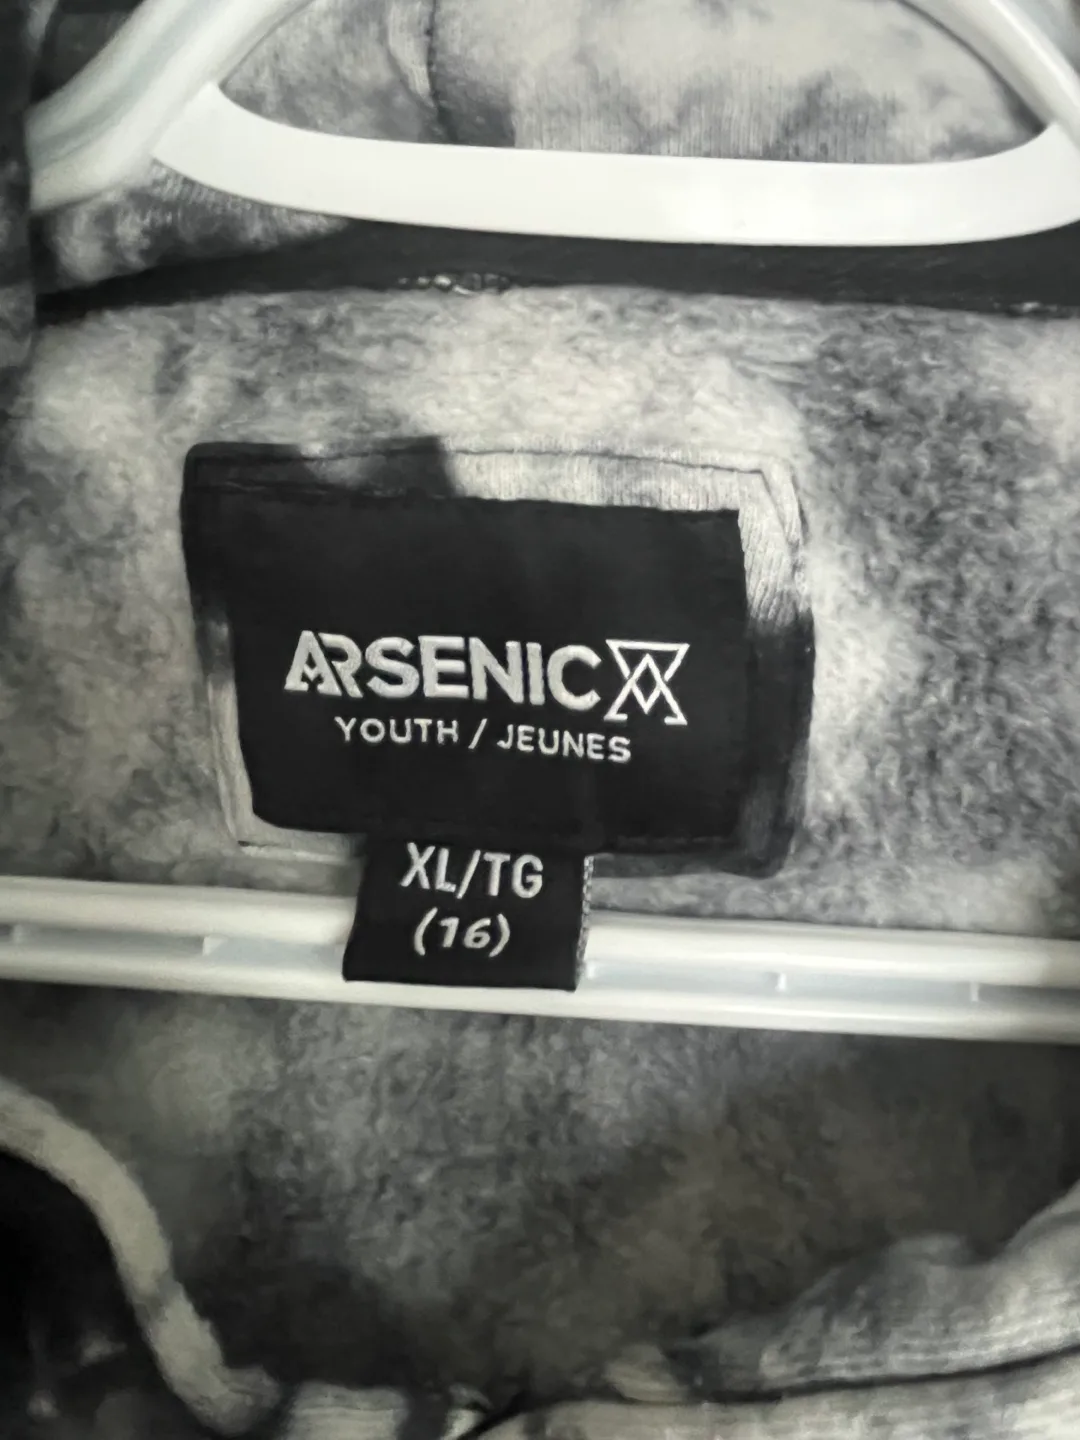 ARSENIC
YOUTH / JEUNES
XL/TG
(16)